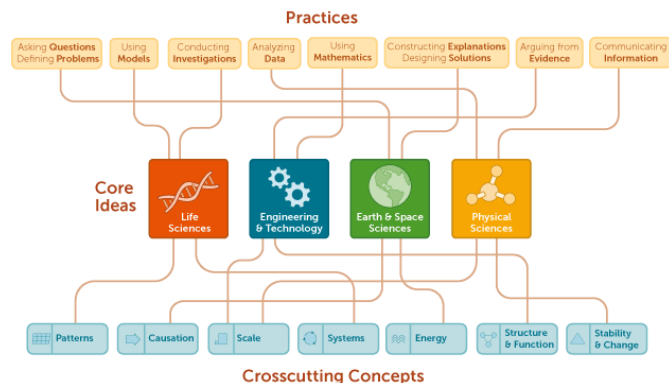 Practices
Asking Questions
Defining Problems
Using
Models
Conducting
Investigations
Analyzing
Data
Using
Mathematics
Constructing Explanations
Designing Solutions
Arguing from
Evidence
Communicating
Information
Core
Ideas
Life
Sciences
Engineering
& Technology
Earth & Space
Sciences
Physical
Sciences
Patterns
Causation
Scale
Systems
Energy
Structure
& Function
Stability
& Change
Crosscutting Concepts